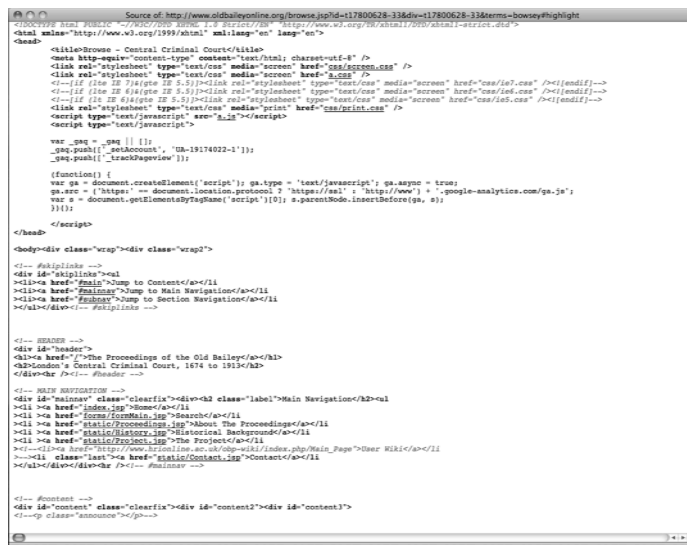 Source of: http://www.oldbaileyonline.org/browse.jsp?id=t17800628-33&div=t17800628-33&terms=bowsey#highlight
<!DOCTYPE html PUBLIC "-//W3C//DTD XHTML 1.0 Strict//EN" "http://www.w3.org/TR/xhtml1/DTD/xhtml1-strict.dtd">
<html xmlns="http://www.w3.org/1999/xhtml" xml:lang="en" lang="en">
<head>
<title>Browse - Central Criminal Court</title>
<meta http-equiv="content-type" content="text/html; charset=utf-8" />
<link rel="stylesheet" type="text/css" media="screen" href="css/screen.css" />
<link rel="stylesheet" type="text/css" media="screen" href="a.css" />
<!--[if (lte IE 7)&(gte IE 5.5)]><link rel="stylesheet" type="text/css" media="screen" href="css/ie7.css" /><![endif]-->
<!--[if (lte IE 6)&(gte IE 5.5)]><link rel="stylesheet" type="text/css" media="screen" href="css/ie6.css" /><![endif]-->
<!--[if (lt IE 6)&(gte IE 5.5)]><link rel="stylesheet" type="text/css" media="screen" href="css/ie5.css" /><![endif]-->
<link rel="stylesheet" type="text/css" media="print" href="css/print.css" />
<script type="text/javascript" src="a.js"></script>
<script type="text/javascript">
var _gaq = _gaq || [];
_gaq.push(['_setAccount', 'UA-19174022-1']);
_gaq.push(['_trackPageview']);
(function() {
var ga = document.createElement('script'); ga.type = 'text/javascript'; ga.async = true;
ga.src = ('https:' == document.location.protocol ? 'https://ssl' : 'http://www') + '.google-analytics.com/ga.js';
var s = document.getElementsByTagName('script')[0]; s.parentNode.insertBefore(ga, s);
})();
</script>
</head>
<body><div class="wrap"><div class="wrap2">
<!-- #skiplinks -->
<div id="skiplinks"><ul
><li><a href="#main">Jump to Content</a></li
><li><a href="#mainnav">Jump to Main Navigation</a></li
><li><a href="#subnav">Jump to Section Navigation</a></li
></ul></div><!-- #skiplinks -->
<!-- HEADER -->
<div id="header">
<h1><a href="/">The Proceedings of the Old Bailey</a></h1>
<h2>London's Central Criminal Court, 1674 to 1913</h2>
</div><hr /><!-- #header -->
<!-- MAIN NAVIGATION -->
<div id="mainnav" class="clearfix"><div><h2 class="label">Main Navigation</h2><ul
><li ><a href="index.jsp">Home</a></li
><li ><a href="forms/formMain.jsp">Search</a></li
><li ><a href="static/Proceedings.jsp">About The Proceedings</a></li
><li ><a href="static/History.jsp">Historical Background</a></li
><li ><a href="static/Project.jsp">The Project</a></li
><!--<li><a href="http://www.hrionline.ac.uk/obp-wiki/index.php/Main_Page">User Wiki</a></li
>--><li  class="last"><a href="static/Contact.jsp">Contact</a></li
></ul></div></div><hr /><!-- #mainnav -->
<!-- #content -->
<div id="content" class="clearfix"><div id="content2"><div id="content3">
<!--<p class="announce"></p>-->